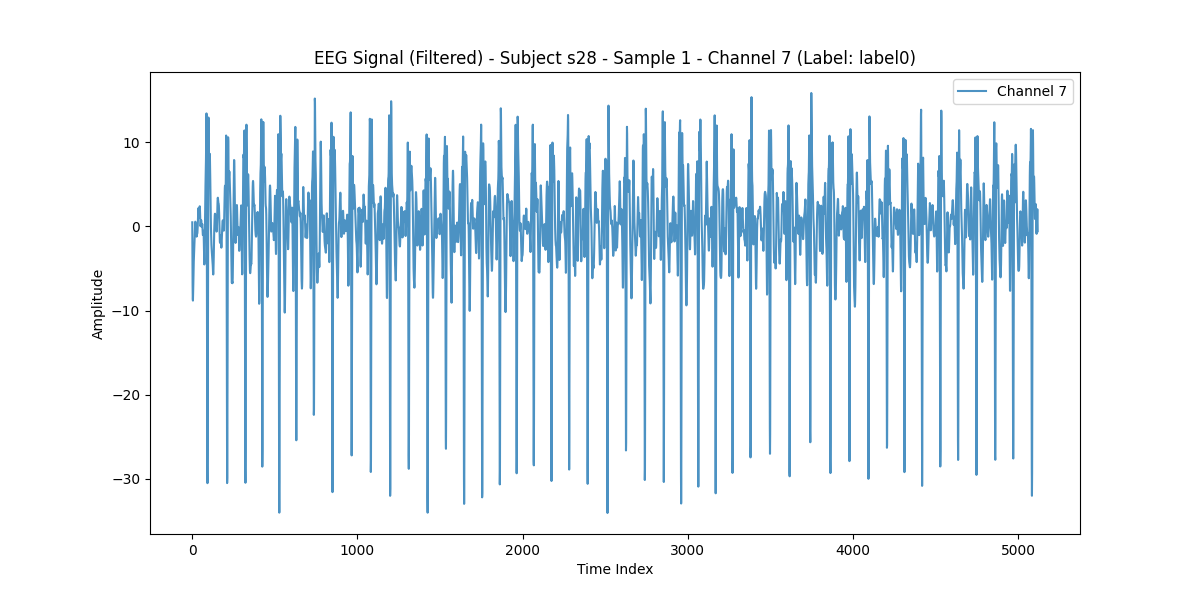 EEG Signal (Filtered) - Subject s28 - Sample 1 - Channel 7 (Label: label0)
Channel 7
10
0
−10
−20
−30
Amplitude
0 1000 2000 3000 4000 5000
Time Index